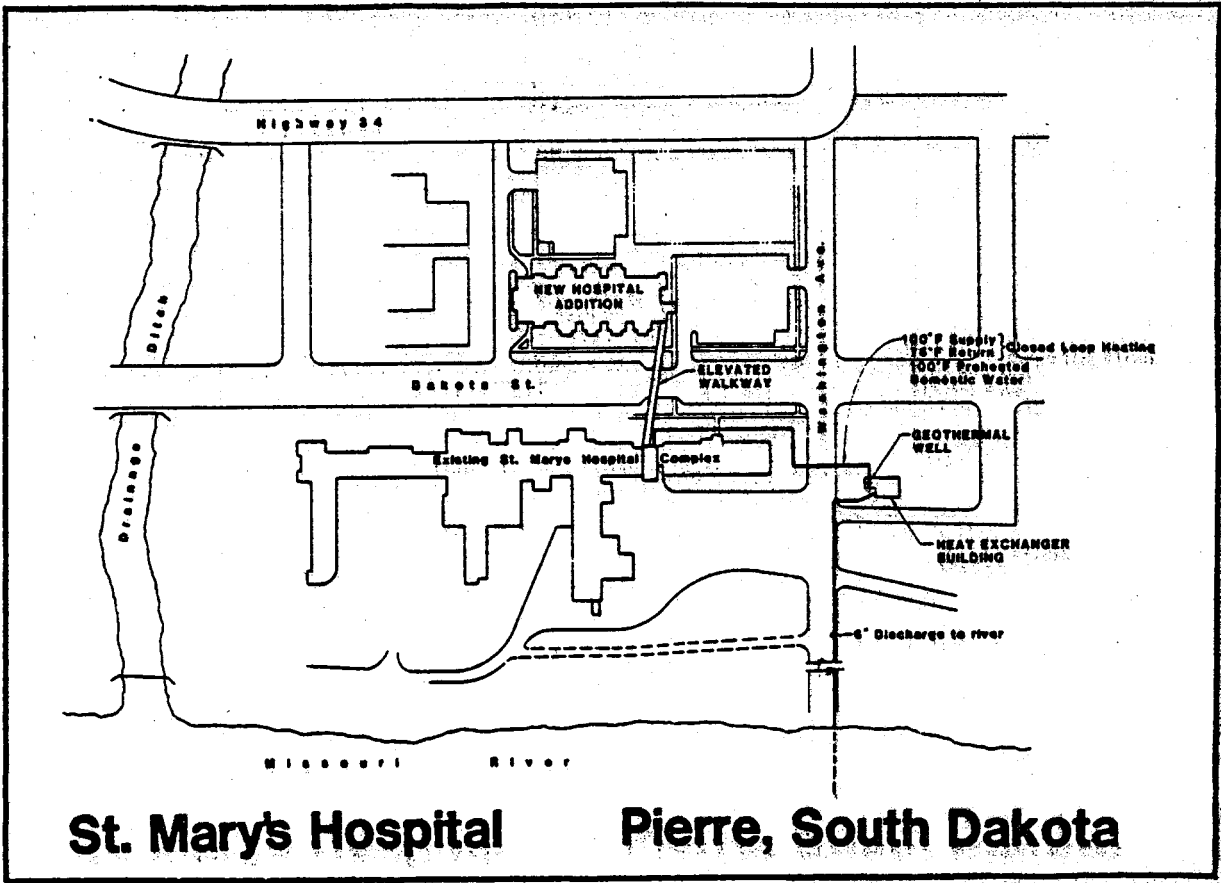 Highway 34
NEW HOSPITAL
ADDITION
Washington Ave.
Ditch
Drainage
°F Supply
75°F Return
Closed Loop Heating
100°F Preheated
Domestic Water
ELEVATED
WALKWAY
Dakota St.
GEOTHERMAL
WELL
Existing St. Marys Hospital Complex
HEAT EXCHANGER
BUILDING
6" Discharge to river
Missouri River
St. Mary's Hospital Pierre, South Dakota